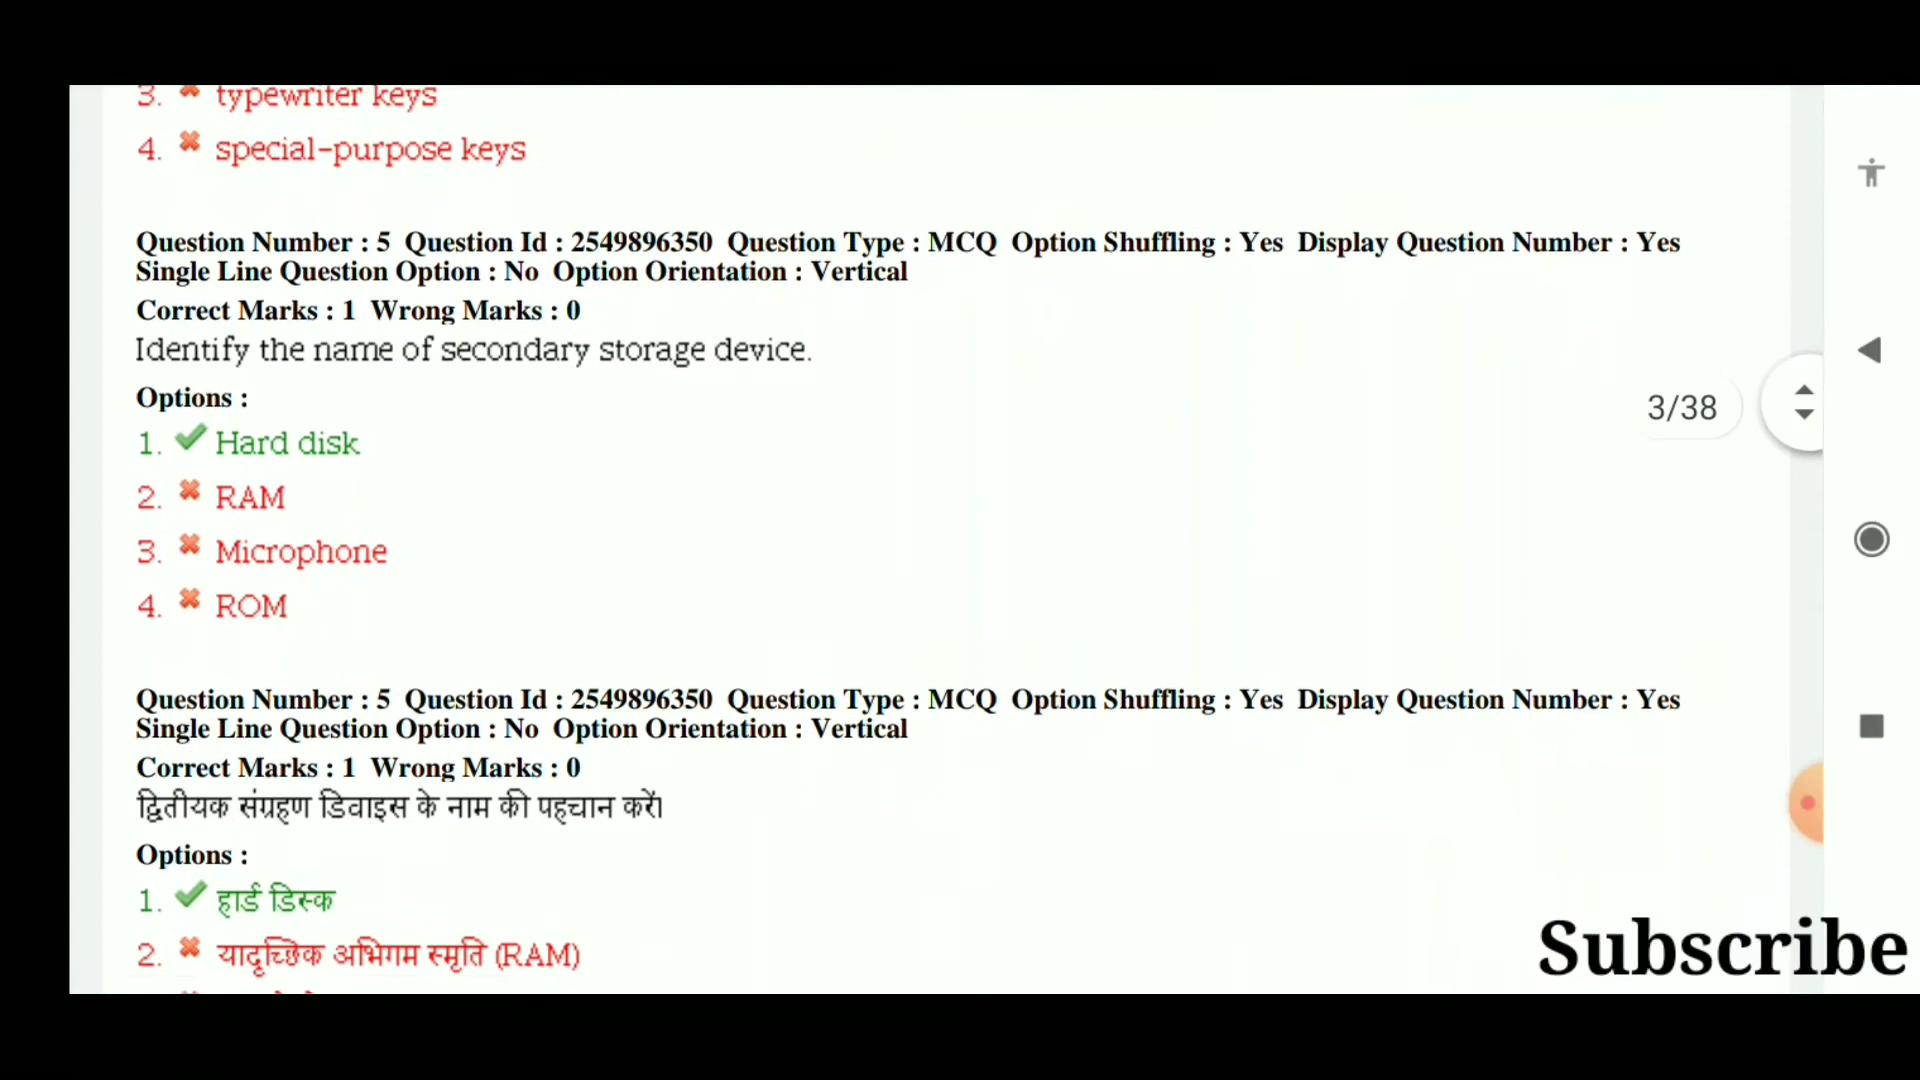 3. typewriter keys
4. special-purpose keys
Question Number : 5 Question Id : 2549896350 Question Type : MCQ Option Shuffling : Yes Display Question Number : Yes
Single Line Question Option : No Option Orientation : Vertical
Correct Marks : 1 Wrong Marks : 0
Identify the name of secondary storage device.
Options :
1. Hard disk
2. RAM
3. Microphone
4. ROM
3/38
Question Number : 5 Question Id : 2549896350 Question Type : MCQ Option Shuffling : Yes Display Question Number : Yes
Single Line Question Option : No Option Orientation : Vertical
Correct Marks : 1 Wrong Marks : 0
द्वितीयक संग्रहण डिवाइस के नाम की पहचान करें।
Options :
1. हार्ड डिस्क
2. यादृच्छिक अभिगम स्मृति (RAM)
Subscribe